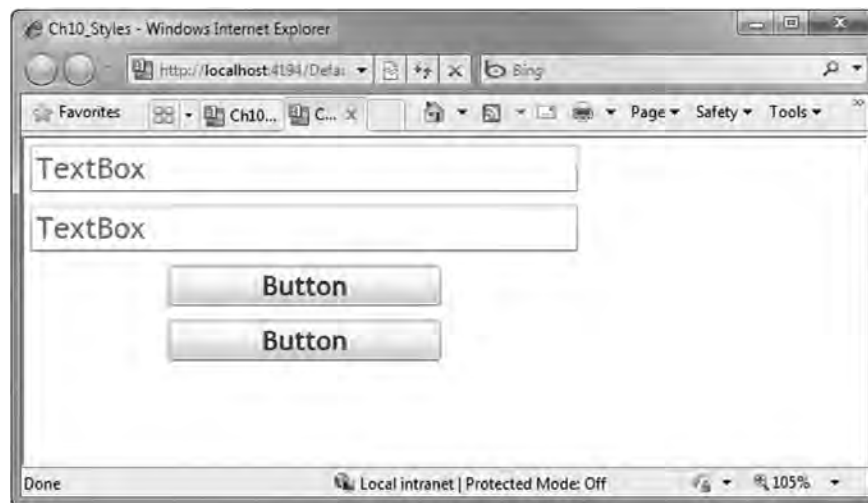 Ch10_Styles - Windows Internet Explorer
http://localhost:4194/Defau
Bing
Favorites Ch10... C... Page Safety Tools
TextBox
TextBox
Button
Button
Done Local intranet | Protected Mode: Off 105%